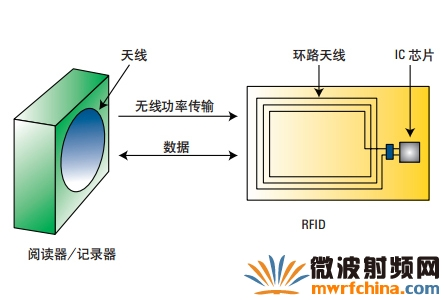 天线
环路天线
IC 芯片
无线功率传输
数据
阅读器/记录器
RFID
微波射频网
mwrfchina.com